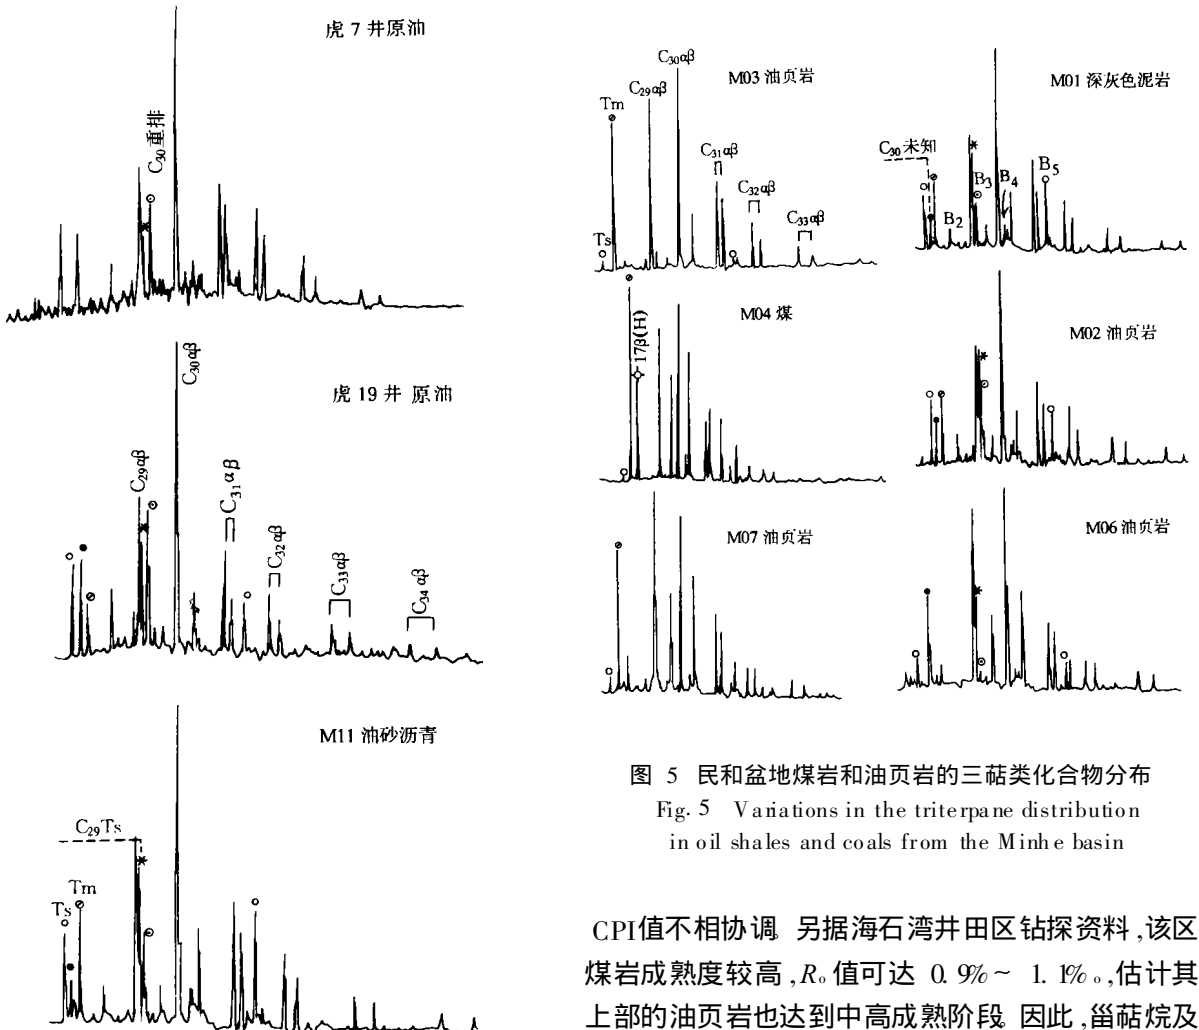 虎 7 井原油
C₃₀重排
虎 19 井 原油
C₃₀αβ
C₂₉αβ
C₃₁αβ
C₃₂αβ
C₃₃αβ
C₃₄αβ
M11 油砂沥青
C₂₉Ts
Tm
Ts
M03 油页岩
C₃₀αβ
C₂₉αβ
Tm
C₃₁αβ
C₃₂αβ
C₃₃αβ
Ts
M01 深灰色泥岩
C₃₀未知
B₂
B₃
B₄
B₅
M04 煤
17β(H)
M02 油页岩
M07 油页岩
M06 油页岩
图 5 民和盆地煤岩和油页岩的三萜类化合物分布
Fig. 5 Variations in the triterpane distribution
in oil shales and coals from the Minhe basin
CPI值不相协调。另据海石湾井田区钻探资料,该区
煤岩成熟度较高,Rₒ值可达 0.9%~ 1.1%。,估计其
上部的油页岩也达到中高成熟阶段。因此,甾萜烷及